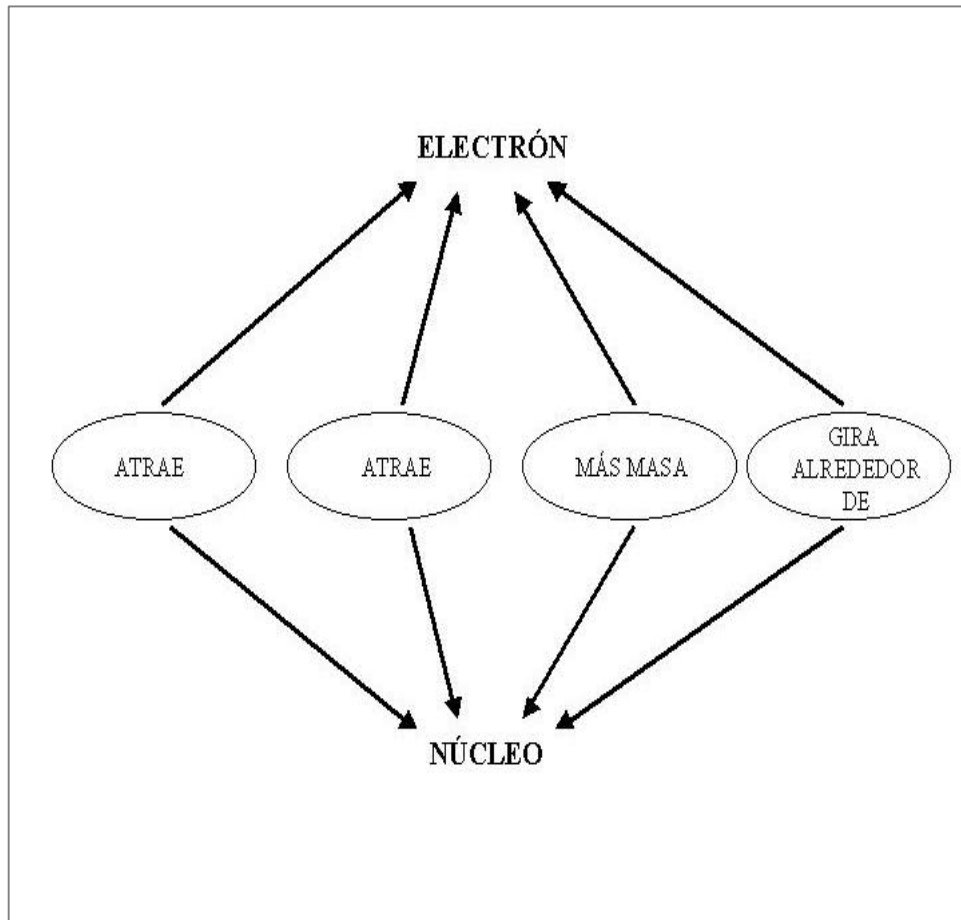 ELECTRÓN
ATRAE
ATRAE
MÁS MASA
GIRA
ALREDEDOR
DE
NÚCLEO